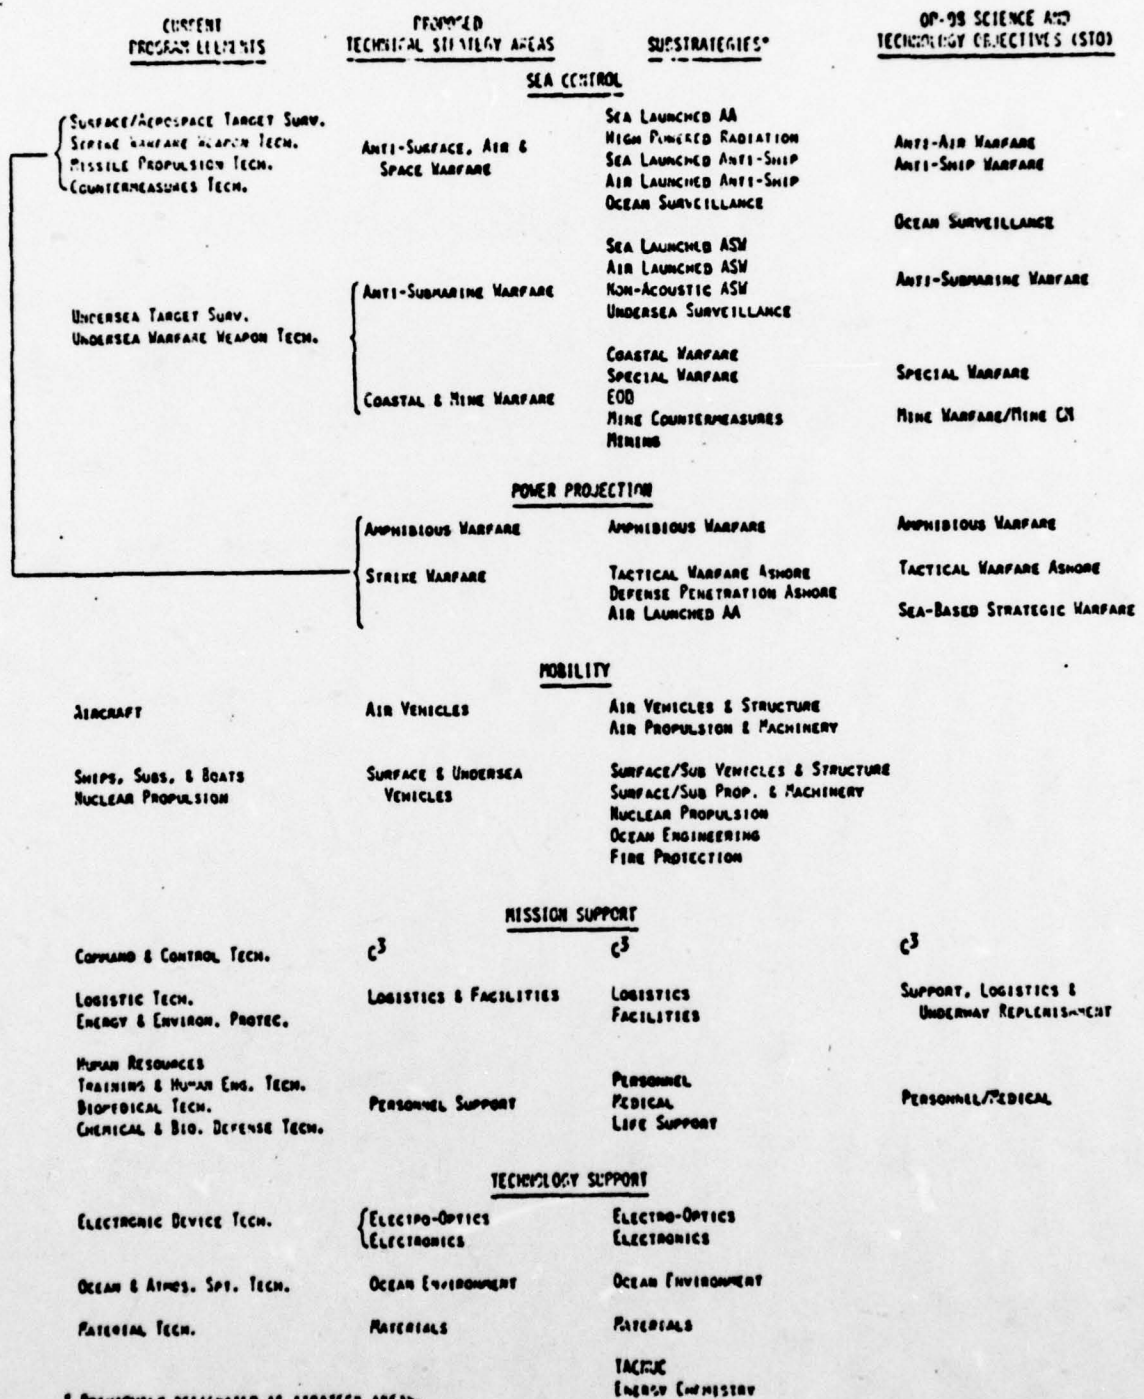 CURRENT PROGRAM ELEMENTS
PROPOSED TECHNICAL STRATEGY AREAS
SUBSTRATEGIES*
OP-98 SCIENCE AND TECHNOLOGY OBJECTIVES (STO)
SEA CONTROL
SURFACE/AEROSPACE TARGET SURV.
STRIKE WARFARE WEAPON TECH.
MISSILE PROPULSION TECH.
COUNTERMEASURES TECH.
ANTI-SURFACE, AIR &
SPACE WARFARE
SEA LAUNCHED AA
HIGH POWERED RADIATION
SEA LAUNCHED ANTI-SHIP
AIR LAUNCHED ANTI-SHIP
OCEAN SURVEILLANCE
ANTI-AIR WARFARE
ANTI-SHIP WARFARE
OCEAN SURVEILLANCE
UNDERSEA TARGET SURV.
UNDERSEA WARFARE WEAPON TECH.
ANTI-SUBMARINE WARFARE
SEA LAUNCHED ASW
AIR LAUNCHED ASW
NON-ACOUSTIC ASW
UNDERSEA SURVEILLANCE
ANTI-SUBMARINE WARFARE
COASTAL & MINE WARFARE
COASTAL WARFARE
SPECIAL WARFARE
EOD
MINE COUNTERMEASURES
MINING
SPECIAL WARFARE
MINE WARFARE/MINE CM
POWER PROJECTION
AMPHIBIOUS WARFARE
AMPHIBIOUS WARFARE
AMPHIBIOUS WARFARE
STRIKE WARFARE
TACTICAL WARFARE ASHORE
DEFENSE PENETRATION ASHORE
AIR LAUNCHED AA
TACTICAL WARFARE ASHORE
SEA-BASED STRATEGIC WARFARE
MOBILITY
AIRCRAFT
AIR VEHICLES
AIR VEHICLES & STRUCTURE
AIR PROPULSION & MACHINERY
SHIPS, SUBS, & BOATS
NUCLEAR PROPULSION
SURFACE & UNDERSEA
VEHICLES
SURFACE/SUB VEHICLES & STRUCTURE
SURFACE/SUB PROP. & MACHINERY
NUCLEAR PROPULSION
OCEAN ENGINEERING
FIRE PROTECTION
MISSION SUPPORT
COMMAND & CONTROL TECH.
C³
C³
C³
LOGISTIC TECH.
ENERGY & ENVIRON. PROTEC.
LOGISTICS & FACILITIES
LOGISTICS
FACILITIES
SUPPORT, LOGISTICS &
UNDERWAY REPLENISHMENT
HUMAN RESOURCES
TRAINING & HUMAN ENG. TECH.
BIOMEDICAL TECH.
CHEMICAL & BIO. DEFENSE TECH.
PERSONNEL SUPPORT
PERSONNEL
MEDICAL
LIFE SUPPORT
PERSONNEL/MEDICAL
TECHNOLOGY SUPPORT
ELECTRONIC DEVICE TECH.
ELECTRO-OPTICS
ELECTRONICS
ELECTRO-OPTICS
ELECTRONICS
OCEAN & ATMOS. SPT. TECH.
OCEAN ENVIRONMENT
OCEAN ENVIRONMENT
MATERIAL TECH.
MATERIALS
MATERIALS
TACNUC
ENERGY CHEMISTRY